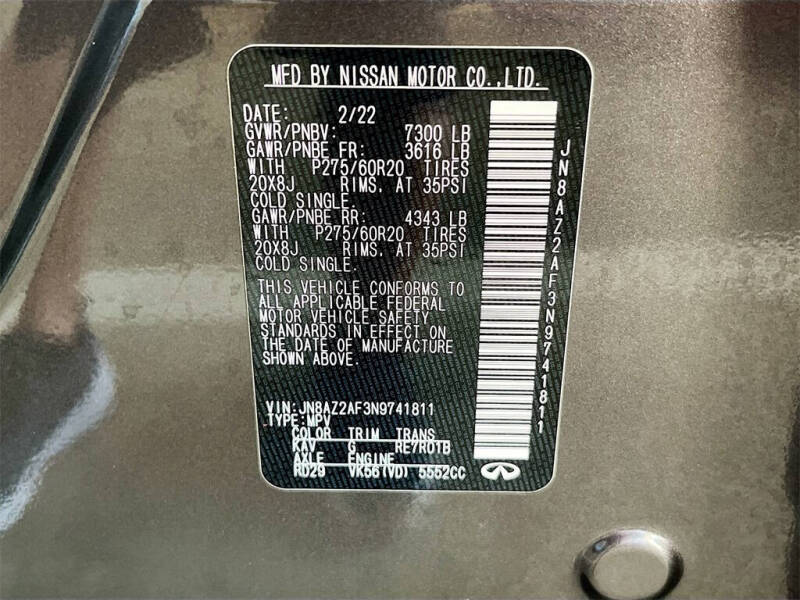 MFD BY NISSAN MOTOR CO.,LTD.
DATE: 2/22
GVWR/PNBV: 7300 LB
GAWR/PNBE FR: 3616 LB
WITH P275/60R20 TIRES
20X8J RIMS, AT 35PSI
COLD SINGLE.
GAWR/PNBE RR: 4343 LB
WITH P275/60R20 TIRES
20X8J RIMS, AT 35PSI
COLD SINGLE.
THIS VEHICLE CONFORMS TO
ALL APPLICABLE FEDERAL
MOTOR VEHICLE SAFETY
STANDARDS IN EFFECT ON
THE DATE OF MANUFACTURE
SHOWN ABOVE.
VIN:JN8AZ2AF3N9741811
TYPE:MPV
COLOR TRIM TRANS
KAV G RE7R01B
AXLE ENGINE
RD29 VK56(VD) 5552CC
JN8AZ2AF3N9741811